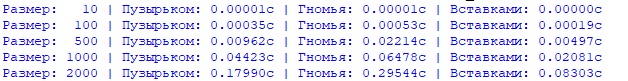 Размер:   10 | Пузырьком: 0.00001с | Гномья: 0.00001с | Вставками: 0.00000с
Размер:  100 | Пузырьком: 0.00035с | Гномья: 0.00053с | Вставками: 0.00019с
Размер:  500 | Пузырьком: 0.00962с | Гномья: 0.02214с | Вставками: 0.00497с
Размер: 1000 | Пузырьком: 0.04423с | Гномья: 0.06478с | Вставками: 0.02081с
Размер: 2000 | Пузырьком: 0.17990с | Гномья: 0.29544с | Вставками: 0.08303с